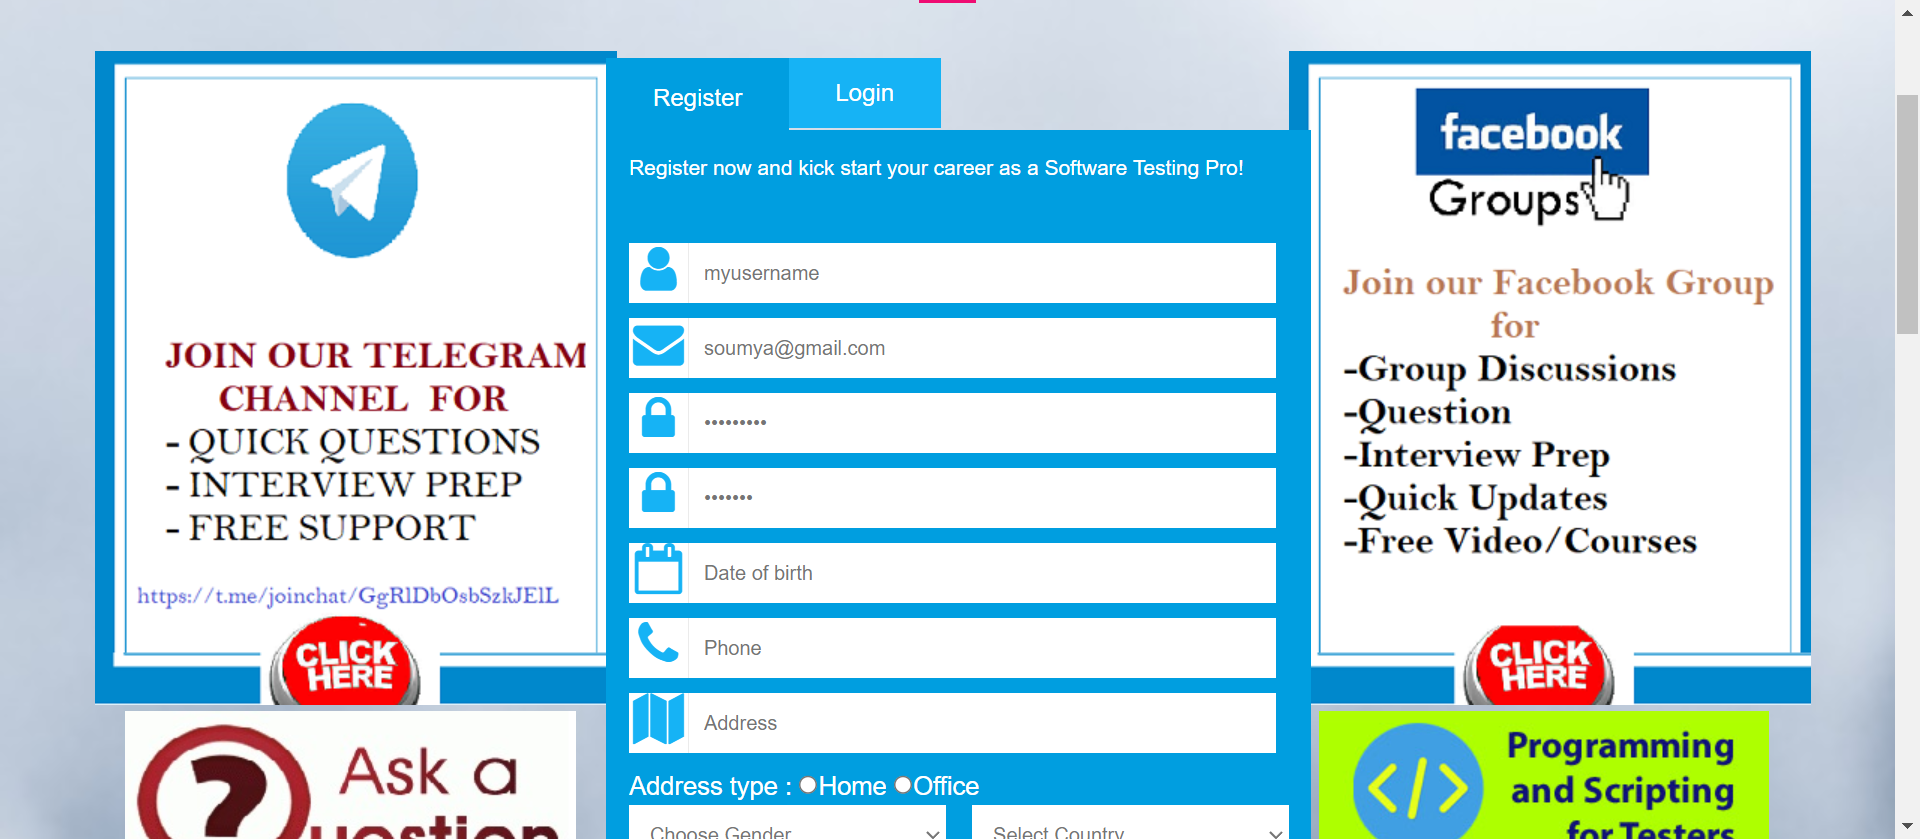 Register
Login
Register now and kick start your career as a Software Testing Pro!
myusername
soumya@gmail.com
•••••••••
•••••••
Date of birth
Phone
Address
Address type : Home Office
Choose Gender
Select Country
JOIN OUR TELEGRAM
CHANNEL FOR
- QUICK QUESTIONS
- INTERVIEW PREP
- FREE SUPPORT
https://t.me/joinchat/GgRlDbOsbSzkJElL
CLICK
HERE
Ask a
uestion
facebook
Groups
Join our Facebook Group
for
-Group Discussions
-Question
-Interview Prep
-Quick Updates
-Free Video/Courses
CLICK
HERE
</>
Programming
and Scripting
for Testers